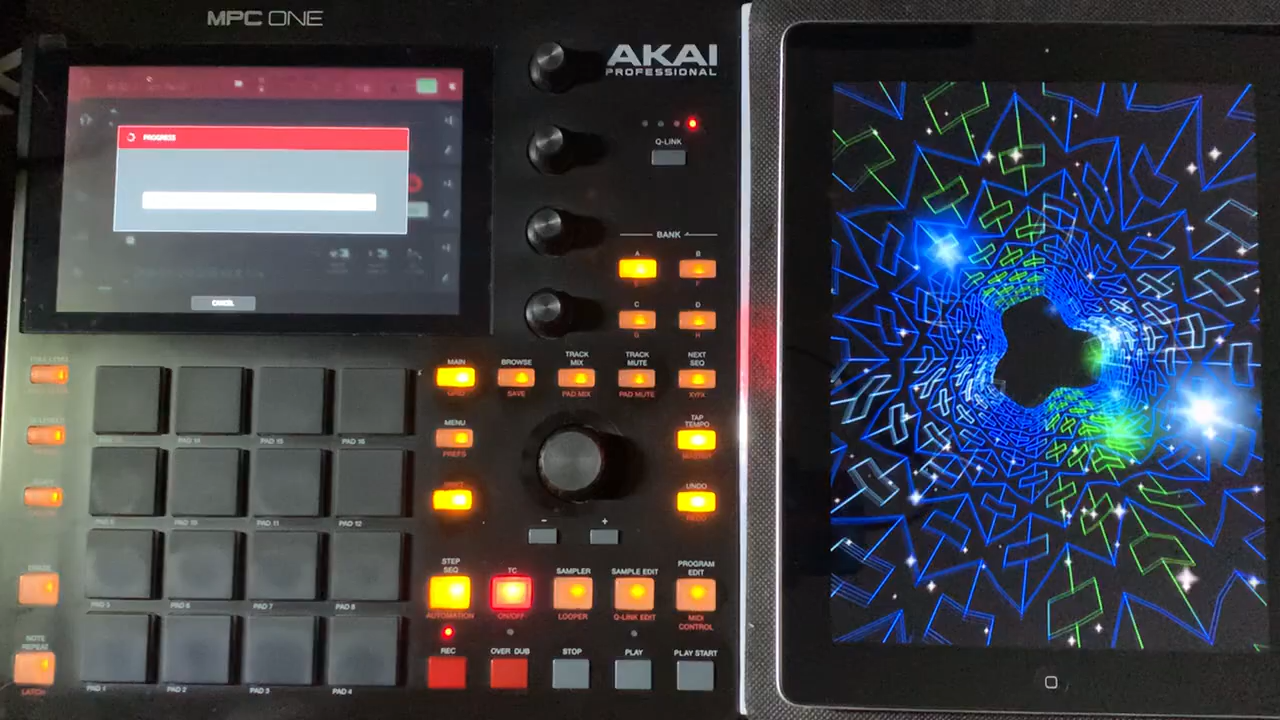 MPC ONE
AKAI
PROFESSIONAL
PROGRESS
Q-LINK
BANK
A
B
C
D
G
H
CANCEL
FULL LEVEL
MAIN
GRID
BROWSE
SAVE
TRACK
MIX
PAD MIX
TRACK
MUTE
PAD MUTE
NEXT
SEQ
XYFX
MENU
PREFS
TAP
TEMPO
MASTER
UNDO
REDO
-
+
PAD 14
PAD 15
PAD 16
PAD 10
PAD 11
PAD 12
PAD 5
PAD 6
PAD 7
PAD 8
PAD 1
PAD 2
PAD 3
PAD 4
ERASE
NOTE
REPEAT
LATCH
STEP
SEQ
AUTOMATION
TC
ON/OFF
SAMPLER
LOOPER
SAMPLE EDIT
Q-LINK EDIT
PROGRAM
EDIT
MIDI
CONTROL
REC
OVER DUB
STOP
PLAY
PLAY START